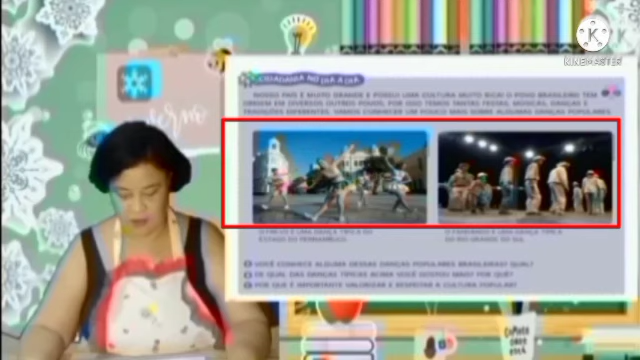 KINEMASTER
inverno
CIDADANIA NO DIA A DIA
NOSSO PAÍS É MUITO GRANDE E POSSUI UMA CULTURA MUITO RICA! O POVO BRASILEIRO TEM
ORIGEM EM DIVERSOS OUTROS POVOS, POR ISSO TEMOS TANTAS FESTAS, MÚSICAS, DANÇAS E
TRADIÇÕES DIFERENTES. VAMOS CONHECER UM POUCO MAIS SOBRE ALGUMAS DANÇAS POPULARES
O FREVO É UMA DANÇA TÍPICA DO
ESTADO DO PERNAMBUCO.
O FANDANGO É UMA DANÇA TÍPICA
DO RIO GRANDE DO SUL.
VOCÊ CONHECE ALGUMA DESSAS DANÇAS POPULARES BRASILEIRAS? QUAL?
DE QUAL DAS DANÇAS TÍPICAS ACIMA VOCÊ GOSTOU MAIS? POR QUÊ?
POR QUE É IMPORTANTE VALORIZAR E RESPEITAR A CULTURA POPULAR?